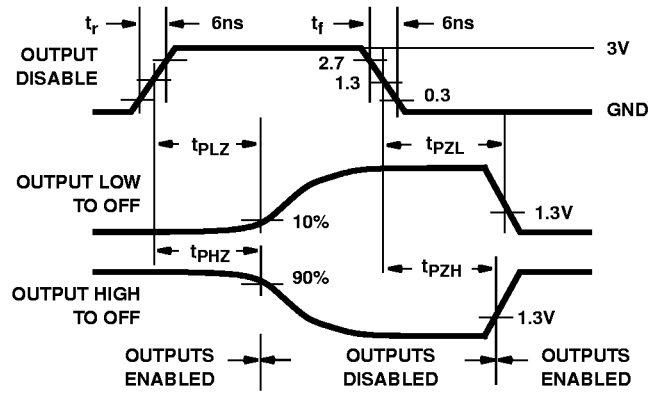 tr 6ns tf 6ns
OUTPUT
DISABLE
3V
2.7
1.3
0.3
GND
tPLZ tPZL
OUTPUT LOW
TO OFF
10%
1.3V
tPHZ tPZH
90%
OUTPUT HIGH
TO OFF
1.3V
OUTPUTS
ENABLED
OUTPUTS
DISABLED
OUTPUTS
ENABLED